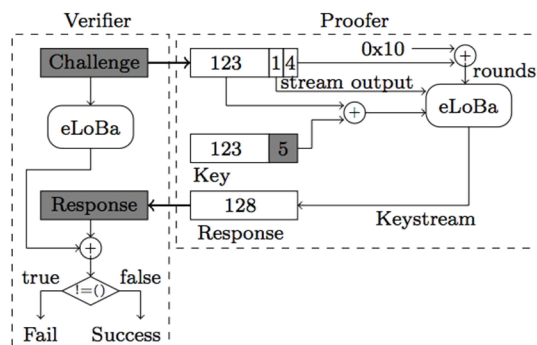 Verifier
Proofer
Challenge
123
1
4
0x10
+
rounds
stream output
eLoBa
+
eLoBa
123
5
Key
Response
128
Response
Keystream
+
true
false
!=()
Fail
Success